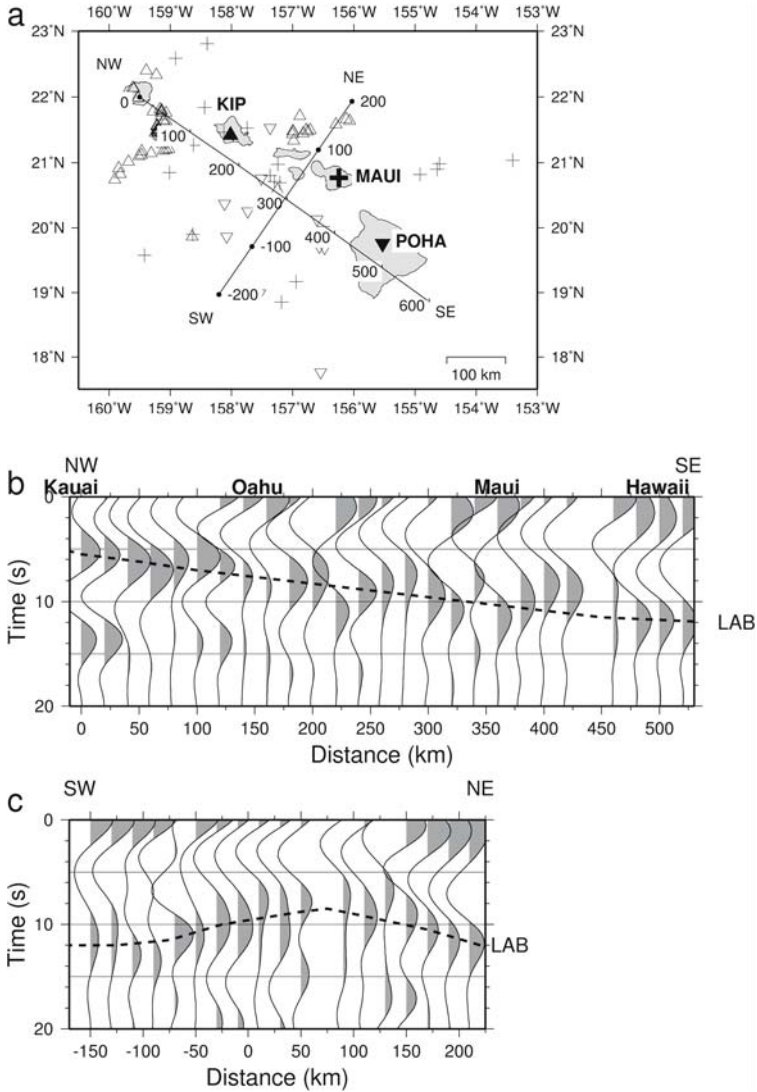 a
160˚W 159˚W 158˚W 157˚W 156˚W 155˚W 154˚W 153˚W
23˚N 23˚N
NW
NE
22˚N 0 KIP 200 22˚N
100 100
21˚N 200 MAUI 21˚N
300
20˚N 400 POHA 20˚N
-100
500
19˚N -200 600 19˚N
SW SE
18˚N 100 km 18˚N
160˚W 159˚W 158˚W 157˚W 156˚W 155˚W 154˚W 153˚W
b
NW SE
Kauai Oahu Maui Hawaii
0
Time (s)
10
LAB
20
0 50 100 150 200 250 300 350 400 450 500
Distance (km)
c
SW NE
0
Time (s)
10
LAB
20
-150 -100 -50 0 50 100 150 200
Distance (km)